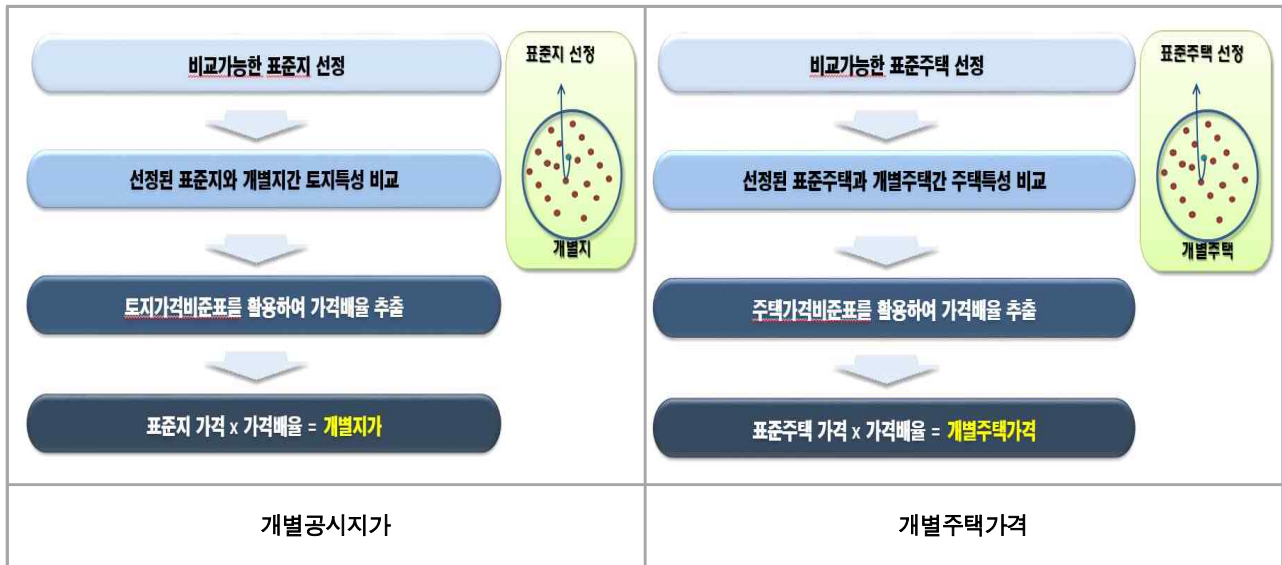 비교가능한 표준지 선정
선정된 표준지와 개별지간 토지특성 비교
토지가격비준표를 활용하여 가격배율 추출
표준지 가격 x 가격배율 = 개별지가
표준지 선정
개별지
비교가능한 표준주택 선정
선정된 표준주택과 개별주택간 주택특성 비교
주택가격비준표를 활용하여 가격배율 추출
표준주택 가격 x 가격배율 = 개별주택가격
표준주택 선정
개별주택
개별공시지가
개별주택가격